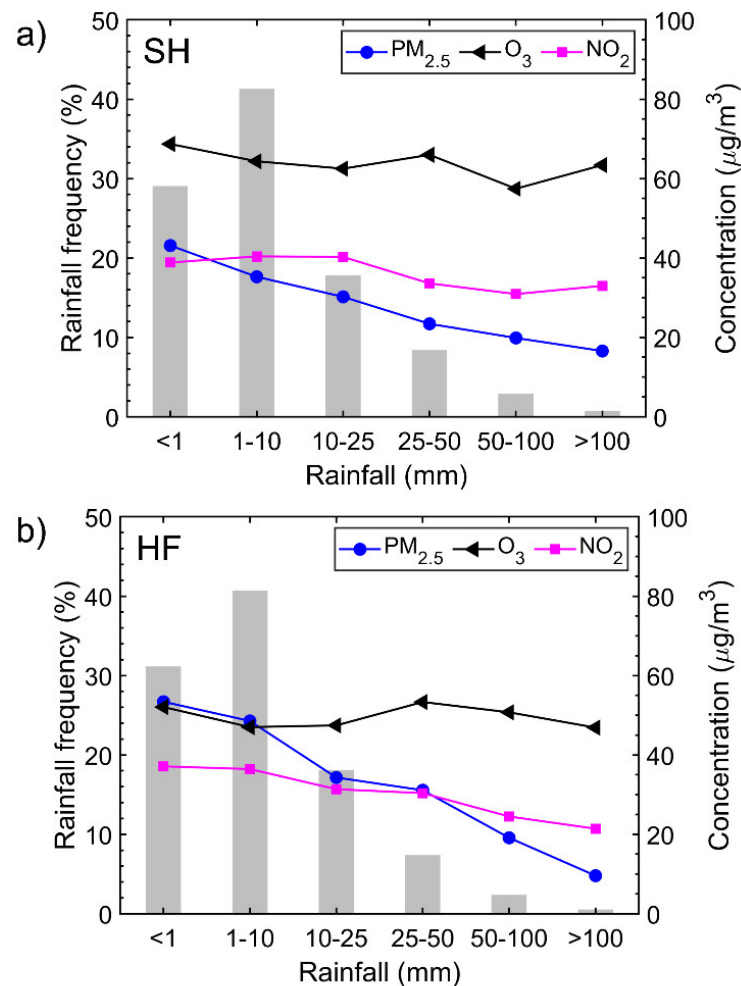 a)
SH
PM2.5 O3 NO2
Rainfall frequency (%)
50
40
30
20
10
0
Concentration (μg/m³)
100
80
60
40
20
0
<1 1-10 10-25 25-50 50-100 >100
Rainfall (mm)
b)
HF
PM2.5 O3 NO2
Rainfall frequency (%)
50
40
30
20
10
0
Concentration (μg/m³)
100
80
60
40
20
0
<1 1-10 10-25 25-50 50-100 >100
Rainfall (mm)